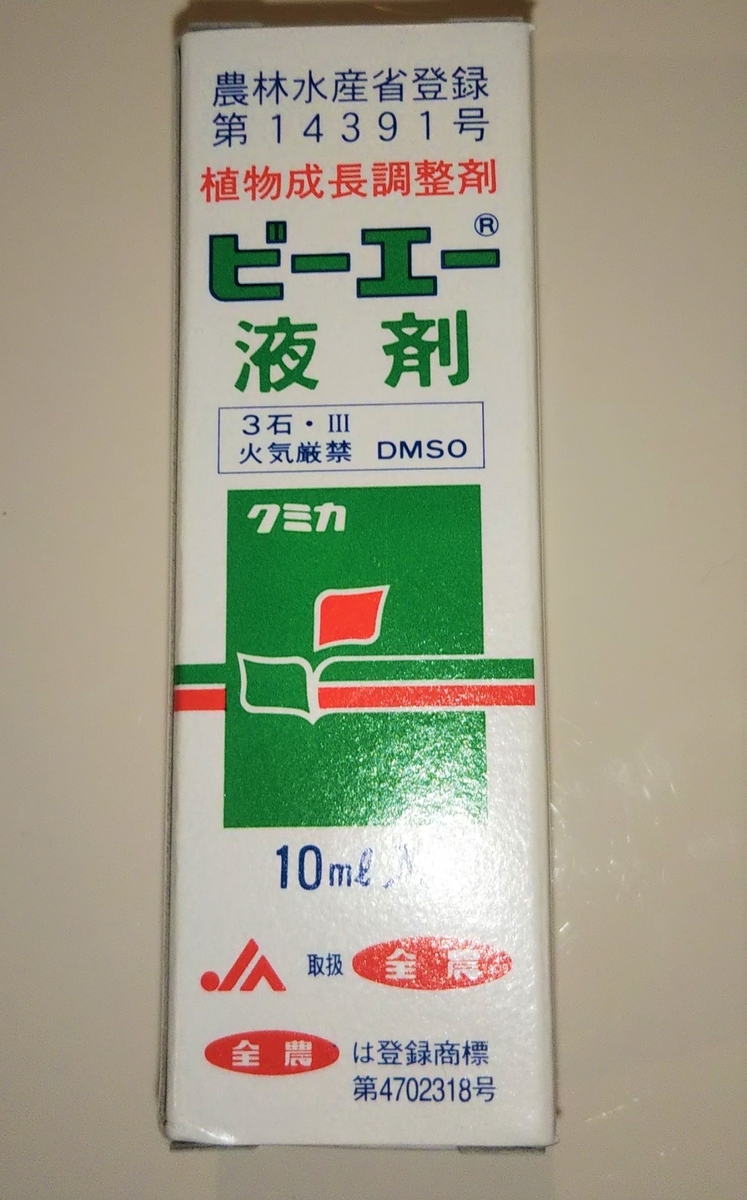 農林水産省登録
第14391号
植物成長調整剤
ビーエー®
液剤
3石・III
火気厳禁 DMSO
クミカ
10ml
JA 取扱 全農
全農 は登録商標
第4702318号